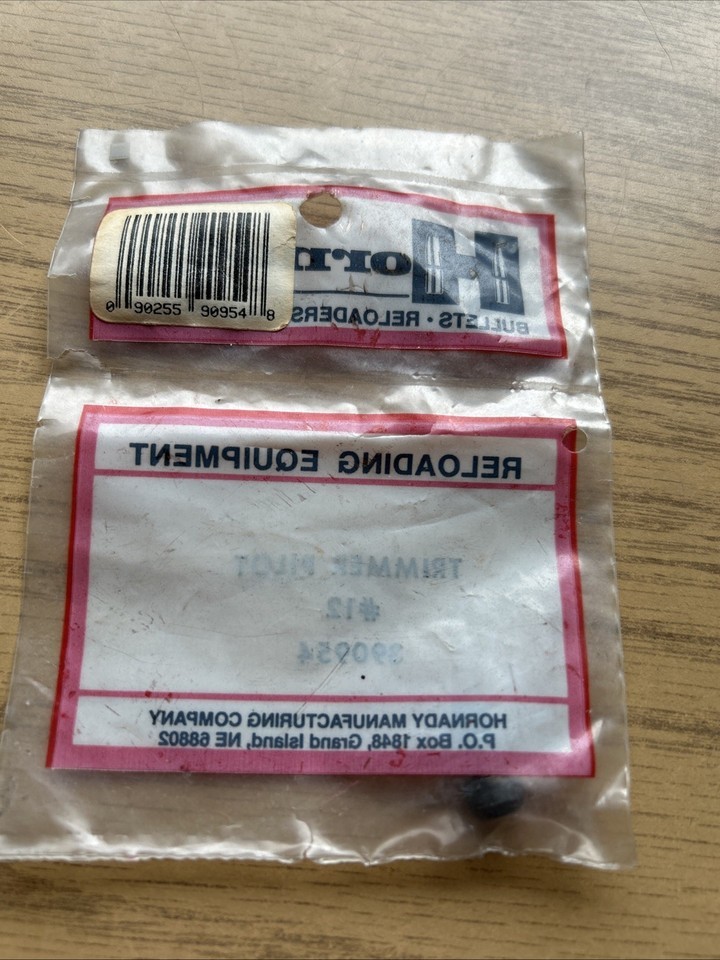 Horn
BULLETS • RELOADERS
0 90255 90954 8
RELOADING EQUIPMENT
TRIMMER PILOT
#12
390954
HORNADY MANUFACTURING COMPANY
P.O. Box 1848, Grand Island, NE 68802